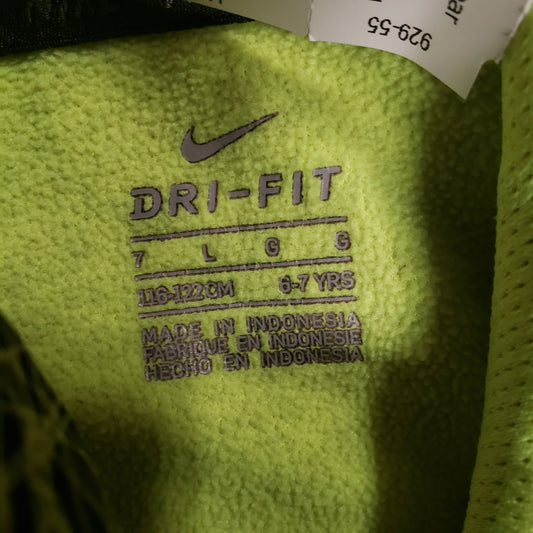 ar
929-55
DRI-FIT
7 L G G
116-122CM 6-7 YRS
MADE IN INDONESIA
FABRIQUE EN INDONESIE
HECHO EN INDONESIA